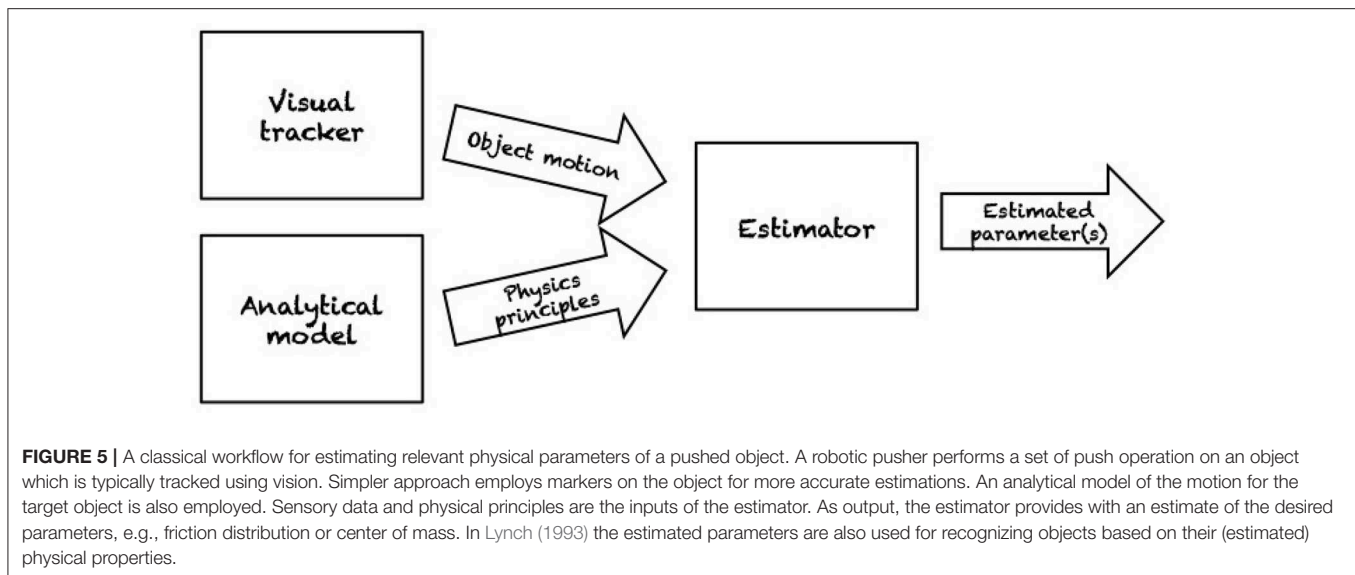 Visual
tracker
Object motion
Analytical
model
Physics
principles
Estimator
Estimated
parameter(s)
FIGURE 5 | A classical workflow for estimating relevant physical parameters of a pushed object. A robotic pusher performs a set of push operation on an object
which is typically tracked using vision. Simpler approach employs markers on the object for more accurate estimations. An analytical model of the motion for the
target object is also employed. Sensory data and physical principles are the inputs of the estimator. As output, the estimator provides with an estimate of the desired
parameters, e.g., friction distribution or center of mass. In Lynch (1993) the estimated parameters are also used for recognizing objects based on their (estimated)
physical properties.